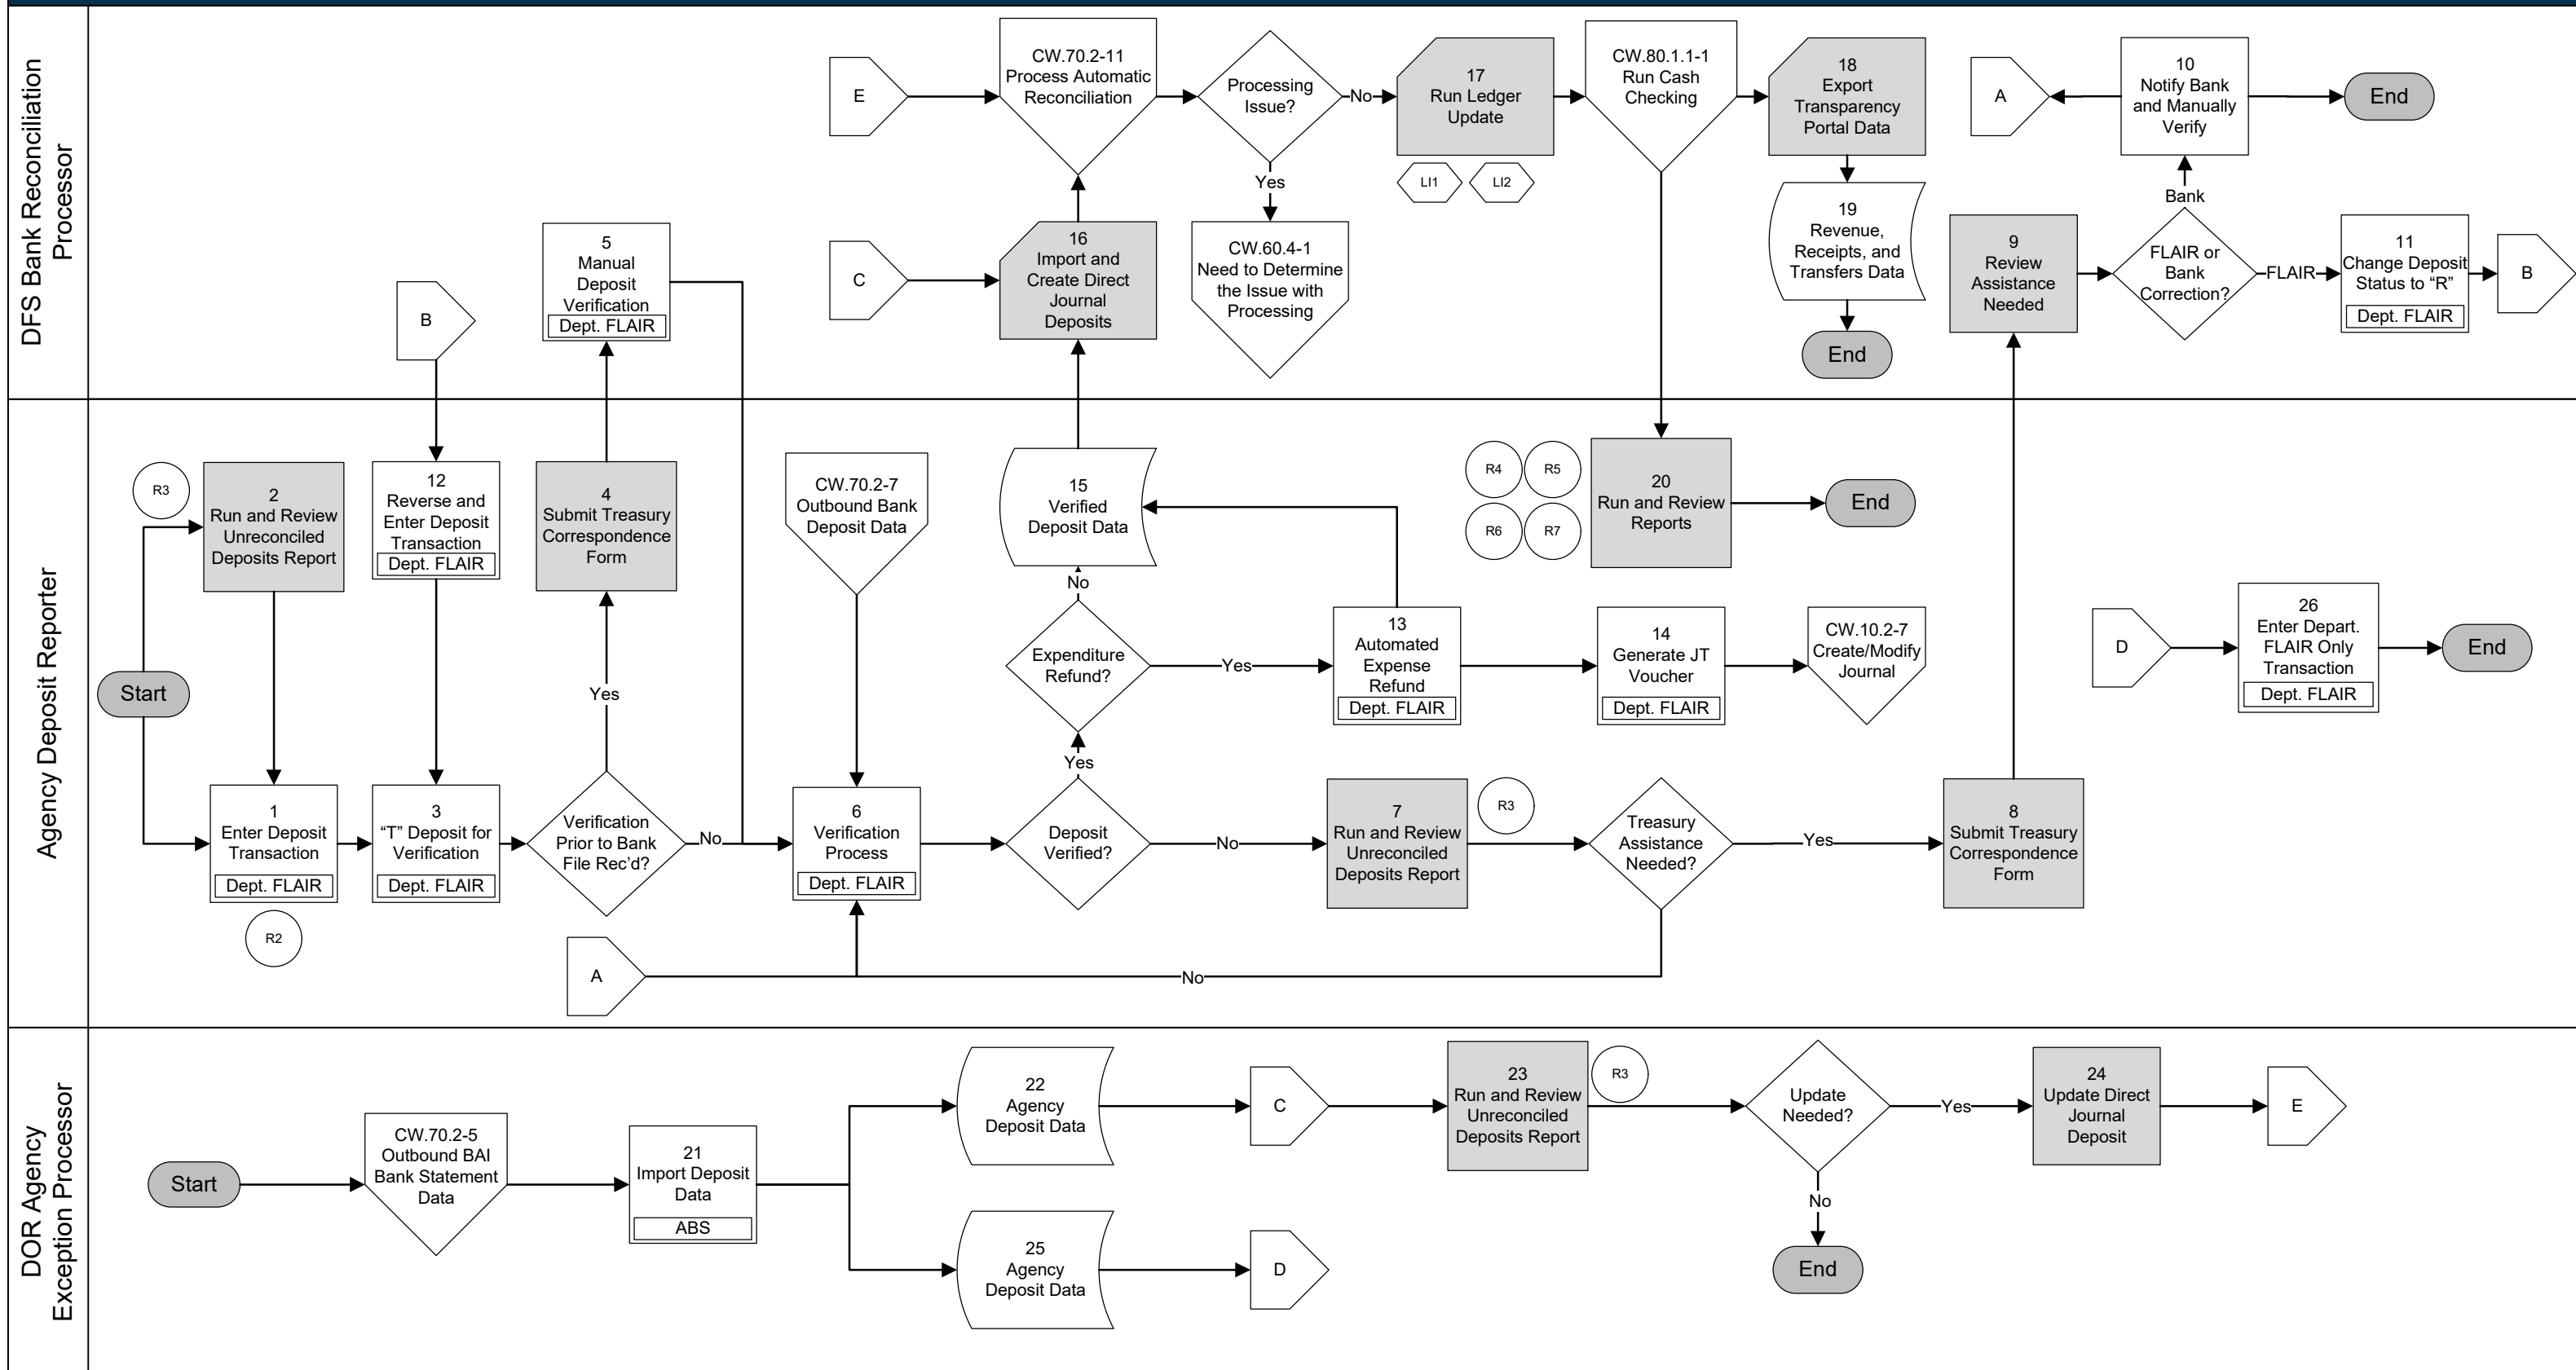 DFS Bank Reconciliation
Processor
E
CW.70.2-11
Process Automatic
Reconciliation
Processing
Issue?
No
17
Run Ledger
Update
LI1
LI2
CW.80.1.1-1
Run Cash
Checking
18
Export
Transparency
Portal Data
A
10
Notify Bank
and Manually
Verify
End
Yes
Bank
5
Manual
Deposit
Verification
Dept. FLAIR
B
C
16
Import and
Create Direct
Journal
Deposits
CW.60.4-1
Need to Determine
the Issue with
Processing
19
Revenue,
Receipts, and
Transfers Data
End
9
Review
Assistance
Needed
FLAIR or
Bank
Correction?
FLAIR
11
Change Deposit
Status to “R”
Dept. FLAIR
B
Agency Deposit Reporter
R3
2
Run and Review
Unreconciled
Deposits Report
12
Reverse and
Enter Deposit
Transaction
Dept. FLAIR
4
Submit Treasury
Correspondence
Form
CW.70.2-7
Outbound Bank
Deposit Data
15
Verified
Deposit Data
R4
R5
R6
R7
20
Run and Review
Reports
End
No
Start
Yes
Expenditure
Refund?
Yes
13
Automated
Expense
Refund
Dept. FLAIR
14
Generate JT
Voucher
Dept. FLAIR
CW.10.2-7
Create/Modify
Journal
D
26
Enter Depart.
FLAIR Only
Transaction
Dept. FLAIR
End
Yes
1
Enter Deposit
Transaction
Dept. FLAIR
R2
3
“T” Deposit for
Verification
Dept. FLAIR
Verification
Prior to Bank
File Rec’d?
No
6
Verification
Process
Dept. FLAIR
Deposit
Verified?
No
7
Run and Review
Unreconciled
Deposits Report
R3
Treasury
Assistance
Needed?
Yes
8
Submit Treasury
Correspondence
Form
A
No
DOR Agency
Exception Processor
Start
CW.70.2-5
Outbound BAI
Bank Statement
Data
21
Import Deposit
Data
ABS
22
Agency
Deposit Data
C
23
Run and Review
Unreconciled
Deposits Report
R3
Update
Needed?
Yes
24
Update Direct
Journal
Deposit
E
No
End
25
Agency
Deposit Data
D